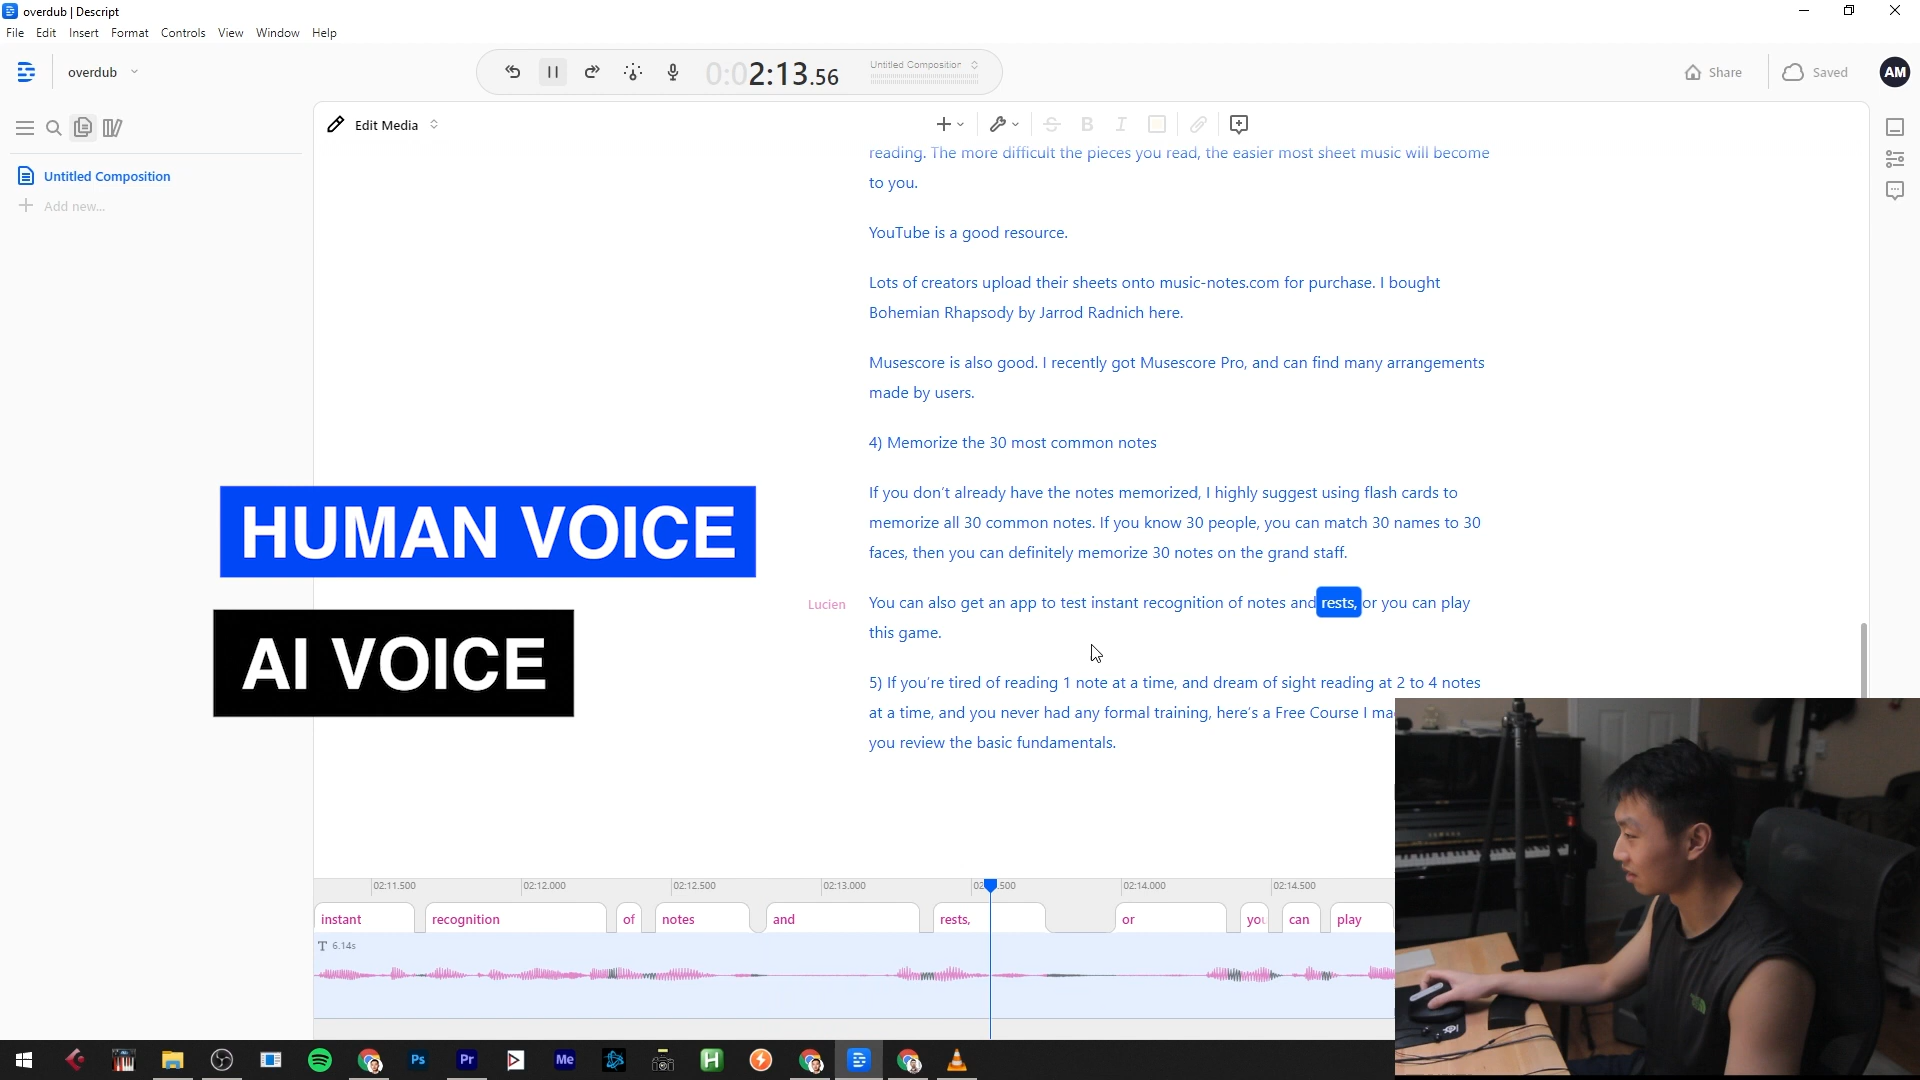 overdub | Descript
File Edit Insert Format Controls View Window Help
overdub
0:02:13.56
Untitled Composition
Share
Saved
AM
Edit Media
B I
Untitled Composition
Add new...
reading. The more difficult the pieces you read, the easier most sheet music will become
to you.
YouTube is a good resource.
Lots of creators upload their sheets onto music-notes.com for purchase. I bought
Bohemian Rhapsody by Jarrod Radnich here.
Musescore is also good. I recently got Musescore Pro, and can find many arrangements
made by users.
4) Memorize the 30 most common notes
If you don't already have the notes memorized, I highly suggest using flash cards to
memorize all 30 common notes. If you know 30 people, you can match 30 names to 30
faces, then you can definitely memorize 30 notes on the grand staff.
Lucien
You can also get an app to test instant recognition of notes and rests, or you can play
this game.
5) If you're tired of reading 1 note at a time, and dream of sight reading at 2 to 4 notes
at a time, and you never had any formal training, here's a Free Course I ma
you review the basic fundamentals.
HUMAN VOICE
AI VOICE
02:11.500 02:12.000 02:12.500 02:13.000 02:14.000 02:14.500
instant recognition of notes and rests, or you can play
T 6.14s
Ps Pr Me H